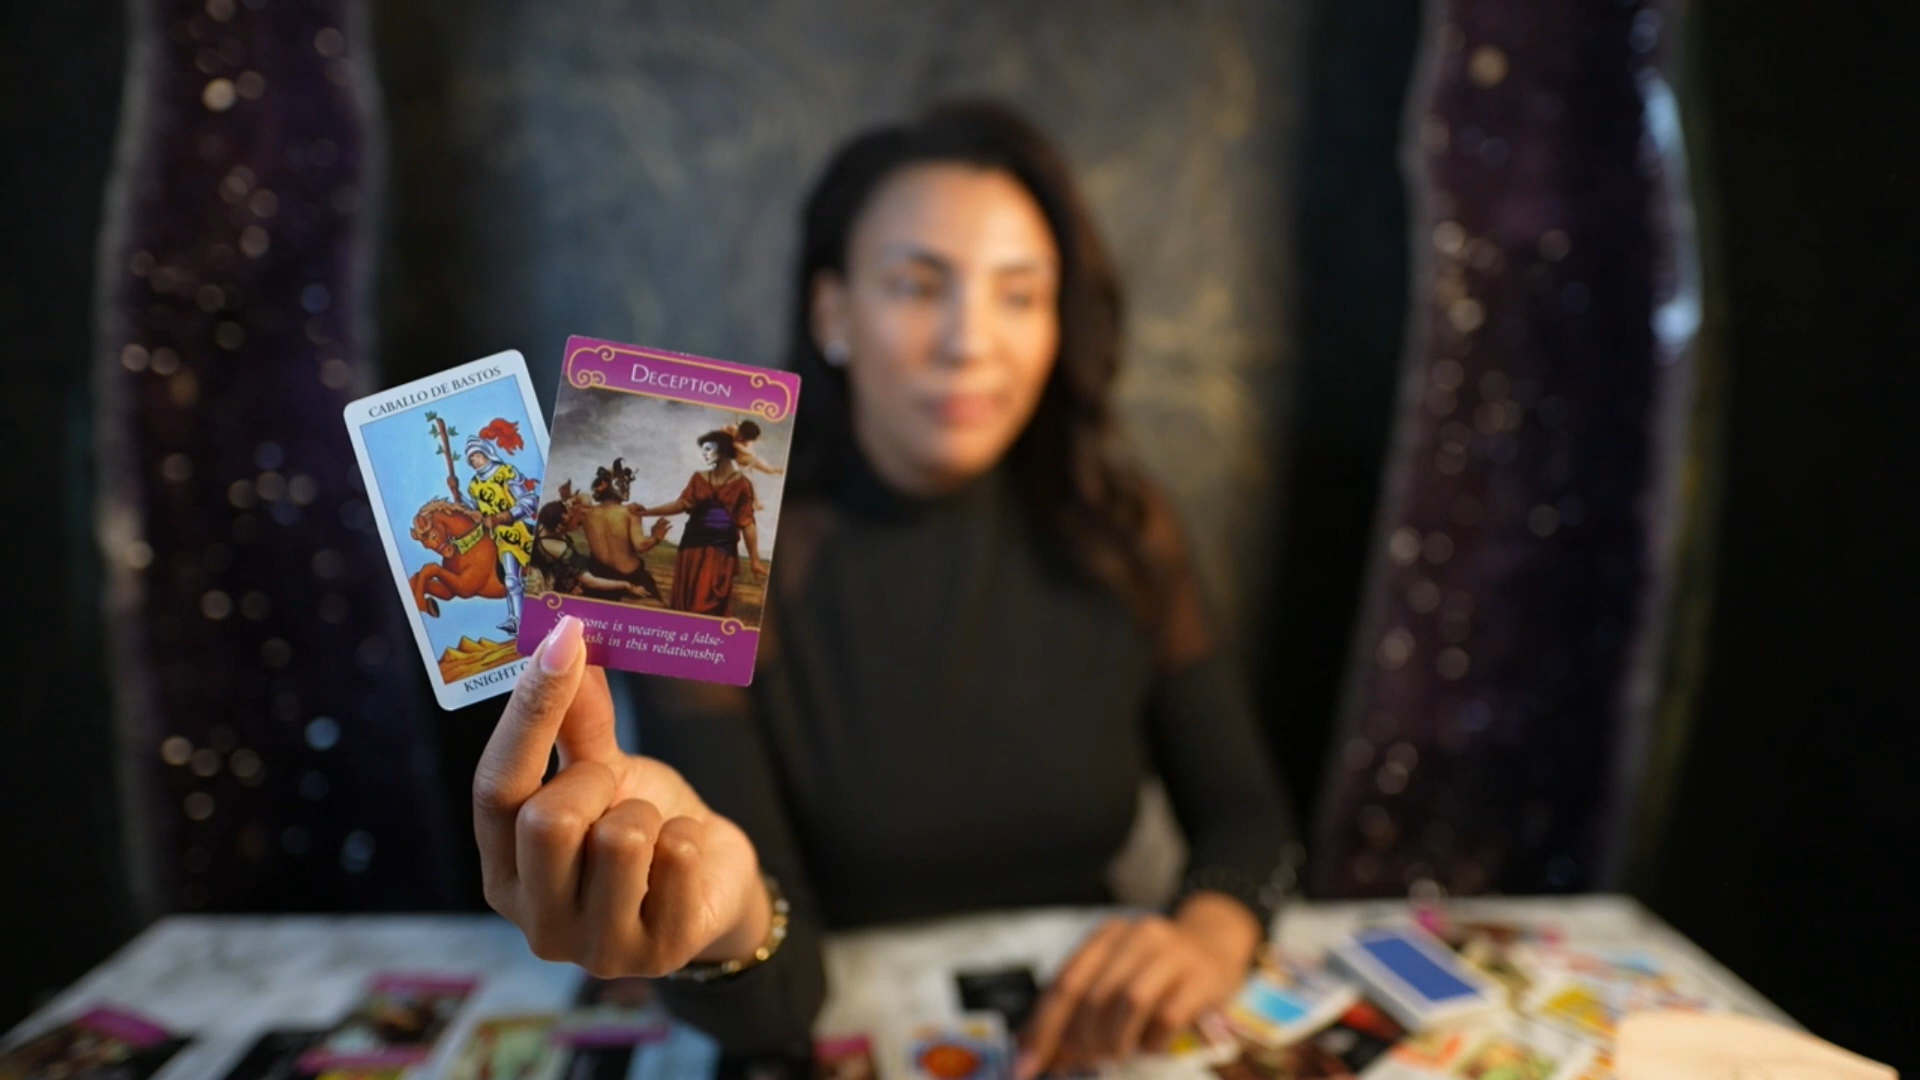 CABALLO DE BASTOS
KNIGHT
DECEPTION
is wearing a false-
in this relationship.